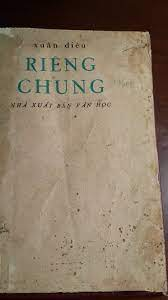 xuân diệu
RIÊNG
CHUNG
NHÀ XUẤT BẢN VĂN HỌC